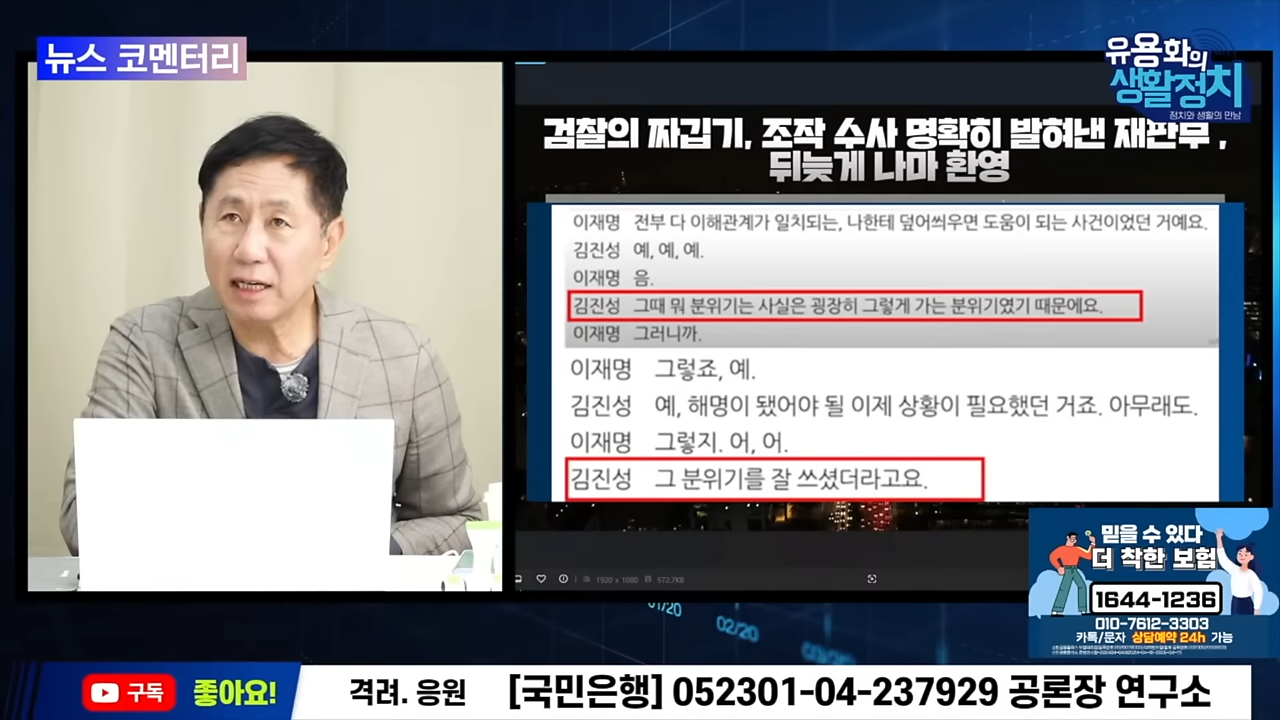 뉴스 코멘터리
유용화의
생활정치
정치와 생활의 만남
검찰의 짜깁기, 조작 수사 명확히 밝혀낸 재판부 ,
뒤늦게 나마 환영
이재명 전부 다 이해관계가 일치되는, 나한테 덮어씌우면 도움이 되는 사건이었던 거예요.
김진성 예, 예, 예.
이재명 음.
김진성 그때 뭐 분위기는 사실은 굉장히 그렇게 가는 분위기였기 때문에요.
이재명 그러니까.
이재명 그렇죠, 예.
김진성 예, 해명이 됐어야 될 이제 상황이 필요했던 거죠. 아무래도.
이재명 그렇지. 어, 어.
김진성 그 분위기를 잘 쓰셨더라고요.
1920 x 1080 572.7KB
믿을 수 있다
더 착한 보험
1644-1236
010-7612-3303
카톡/문자 상담예약 24h 가능
01/20
02/20
구독 좋아요! 격려. 응원 [국민은행] 052301-04-237929 공론장 연구소